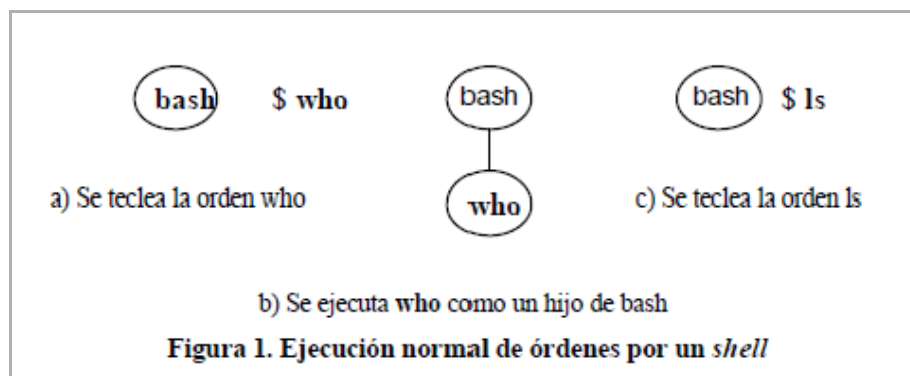 bash $ who bash bash $ ls
a) Se teclea la orden who who c) Se teclea la orden ls
b) Se ejecuta who como un hijo de bash
Figura 1. Ejecución normal de órdenes por un shell